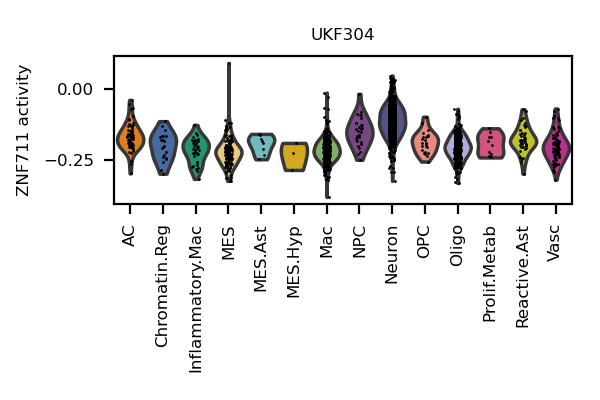 UKF304
ZNF711 activity
0.00
−0.25
AC
Chromatin.Reg
Inflammatory.Mac
MES
MES.Ast
MES.Hyp
Mac
NPC
Neuron
OPC
Oligo
Prolif.Metab
Reactive.Ast
Vasc